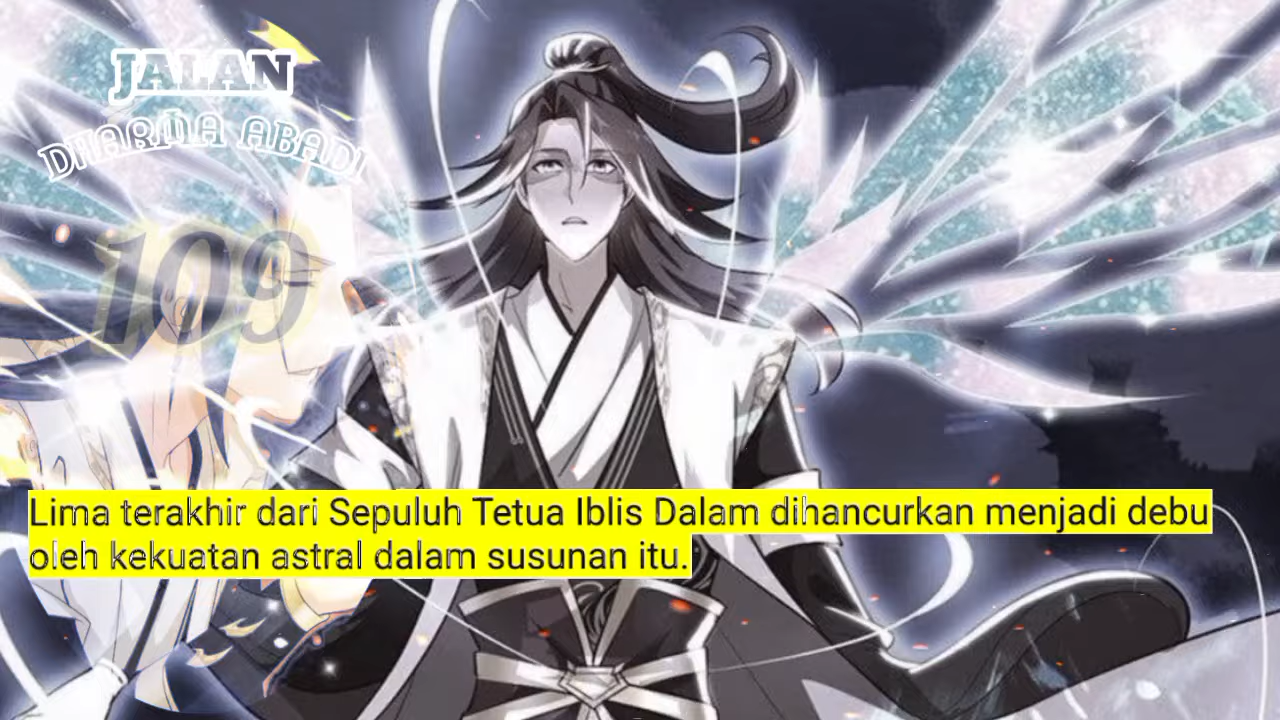 JALAN
DHARMA ABADI
109
Lima terakhir dari Sepuluh Tetua Iblis Dalam dihancurkan menjadi debu
oleh kekuatan astral dalam susunan itu.